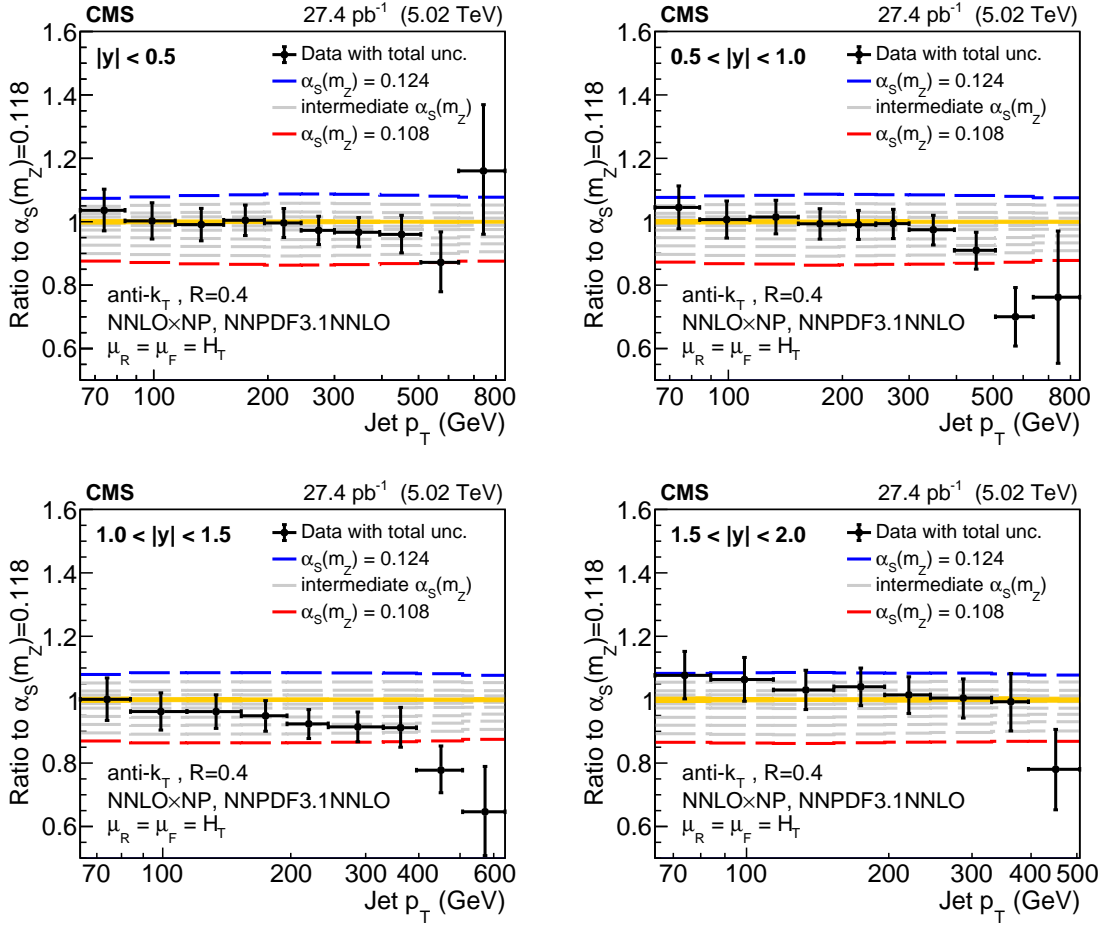 CMS 27.4 pb⁻¹ (5.02 TeV)
|y| < 0.5
Data with total unc.
α_S(m_Z) = 0.124
intermediate α_S(m_Z)
α_S(m_Z) = 0.108
Ratio to α_S(m_Z)=0.118
1.6
1.4
1.2
1
0.8
0.6
anti-k_T , R=0.4
NNLO×NP, NNPDF3.1NNLO
μ_R = μ_F = H_T
70 100 200 300 400 500 800
Jet p_T (GeV)
CMS 27.4 pb⁻¹ (5.02 TeV)
0.5 < |y| < 1.0
Data with total unc.
α_S(m_Z) = 0.124
intermediate α_S(m_Z)
α_S(m_Z) = 0.108
Ratio to α_S(m_Z)=0.118
1.6
1.4
1.2
1
0.8
0.6
anti-k_T , R=0.4
NNLO×NP, NNPDF3.1NNLO
μ_R = μ_F = H_T
70 100 200 300 400 500 800
Jet p_T (GeV)
CMS 27.4 pb⁻¹ (5.02 TeV)
1.0 < |y| < 1.5
Data with total unc.
α_S(m_Z) = 0.124
intermediate α_S(m_Z)
α_S(m_Z) = 0.108
Ratio to α_S(m_Z)=0.118
1.6
1.4
1.2
1
0.8
0.6
anti-k_T , R=0.4
NNLO×NP, NNPDF3.1NNLO
μ_R = μ_F = H_T
70 100 200 300 400 500 600
Jet p_T (GeV)
CMS 27.4 pb⁻¹ (5.02 TeV)
1.5 < |y| < 2.0
Data with total unc.
α_S(m_Z) = 0.124
intermediate α_S(m_Z)
α_S(m_Z) = 0.108
Ratio to α_S(m_Z)=0.118
1.6
1.4
1.2
1
0.8
0.6
anti-k_T , R=0.4
NNLO×NP, NNPDF3.1NNLO
μ_R = μ_F = H_T
70 100 200 300 400 500
Jet p_T (GeV)